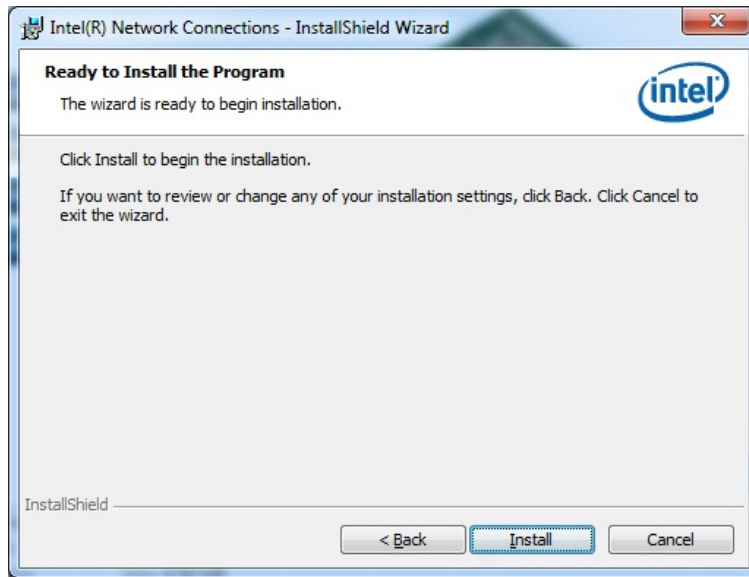 Intel(R) Network Connections - InstallShield Wizard
Ready to Install the Program
The wizard is ready to begin installation.
intel
Click Install to begin the installation.
If you want to review or change any of your installation settings, click Back. Click Cancel to
exit the wizard.
InstallShield
< Back
Install
Cancel